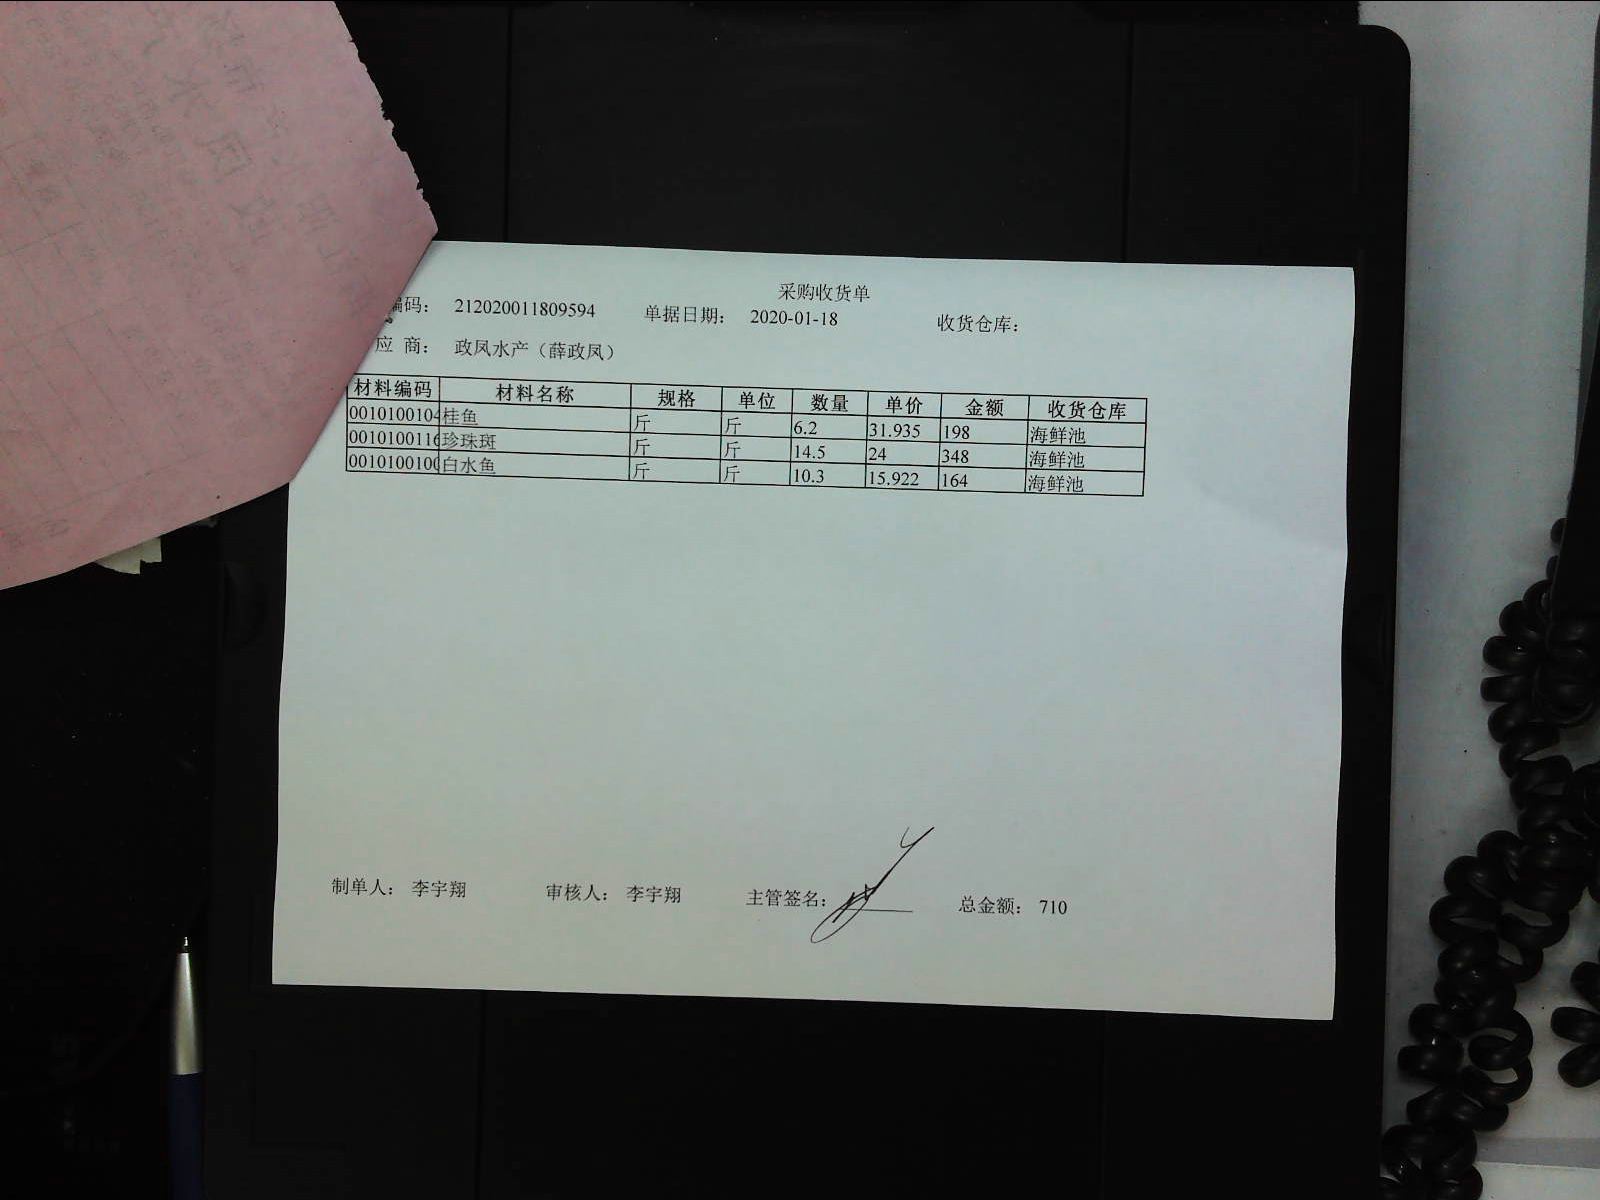 采购收货单
编码： 212020011809594 单据日期： 2020-01-18 收货仓库：
应 商： 政凤水产（薛政凤）
材料编码 材料名称 规格 单位 数量 单价 金额 收货仓库
0010100104 桂鱼 斤 斤 6.2 31.935 198 海鲜池
001010011 珍珠斑 斤 斤 14.5 24 348 海鲜池
001010010 白水鱼 斤 斤 10.3 15.922 164 海鲜池
制单人： 李宇翔 审核人： 李宇翔 主管签名： 总金额： 710